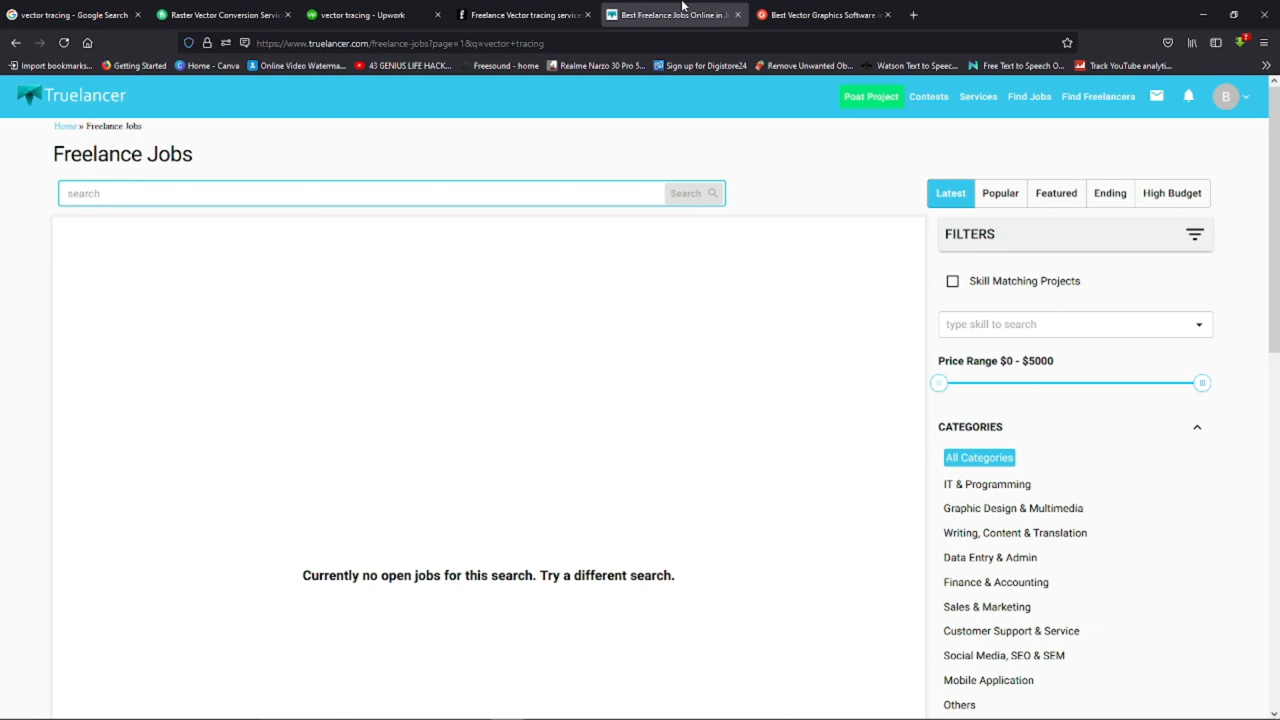 vector tracing - Google Search
Raster Vector Conversion Servi
vector tracing - Upwork
Freelance Vector tracing service
Best Freelance Jobs Online in J
Best Vector Graphics Software i
https://www.truelancer.com/freelance-jobs?page=1&q=vector+tracing
Import bookmarks...
Getting Started
Home - Canva
Online Video Waterma...
43 GENIUS LIFE HACK...
Freesound - home
Realme Narzo 30 Pro 5...
Sign up for Digistore24
Remove Unwanted Ob...
Watson Text to Speec...
Free Text to Speech O...
Track YouTube analyti...
Truelancer
Post Project
Contests
Services
Find Jobs
Find Freelancers
B
Home » Freelance Jobs
Freelance Jobs
search
Search
Latest
Popular
Featured
Ending
High Budget
FILTERS
Skill Matching Projects
type skill to search
Price Range $0 - $5000
CATEGORIES
All Categories
IT & Programming
Graphic Design & Multimedia
Writing, Content & Translation
Data Entry & Admin
Currently no open jobs for this search. Try a different search.
Finance & Accounting
Sales & Marketing
Customer Support & Service
Social Media, SEO & SEM
Mobile Application
Others